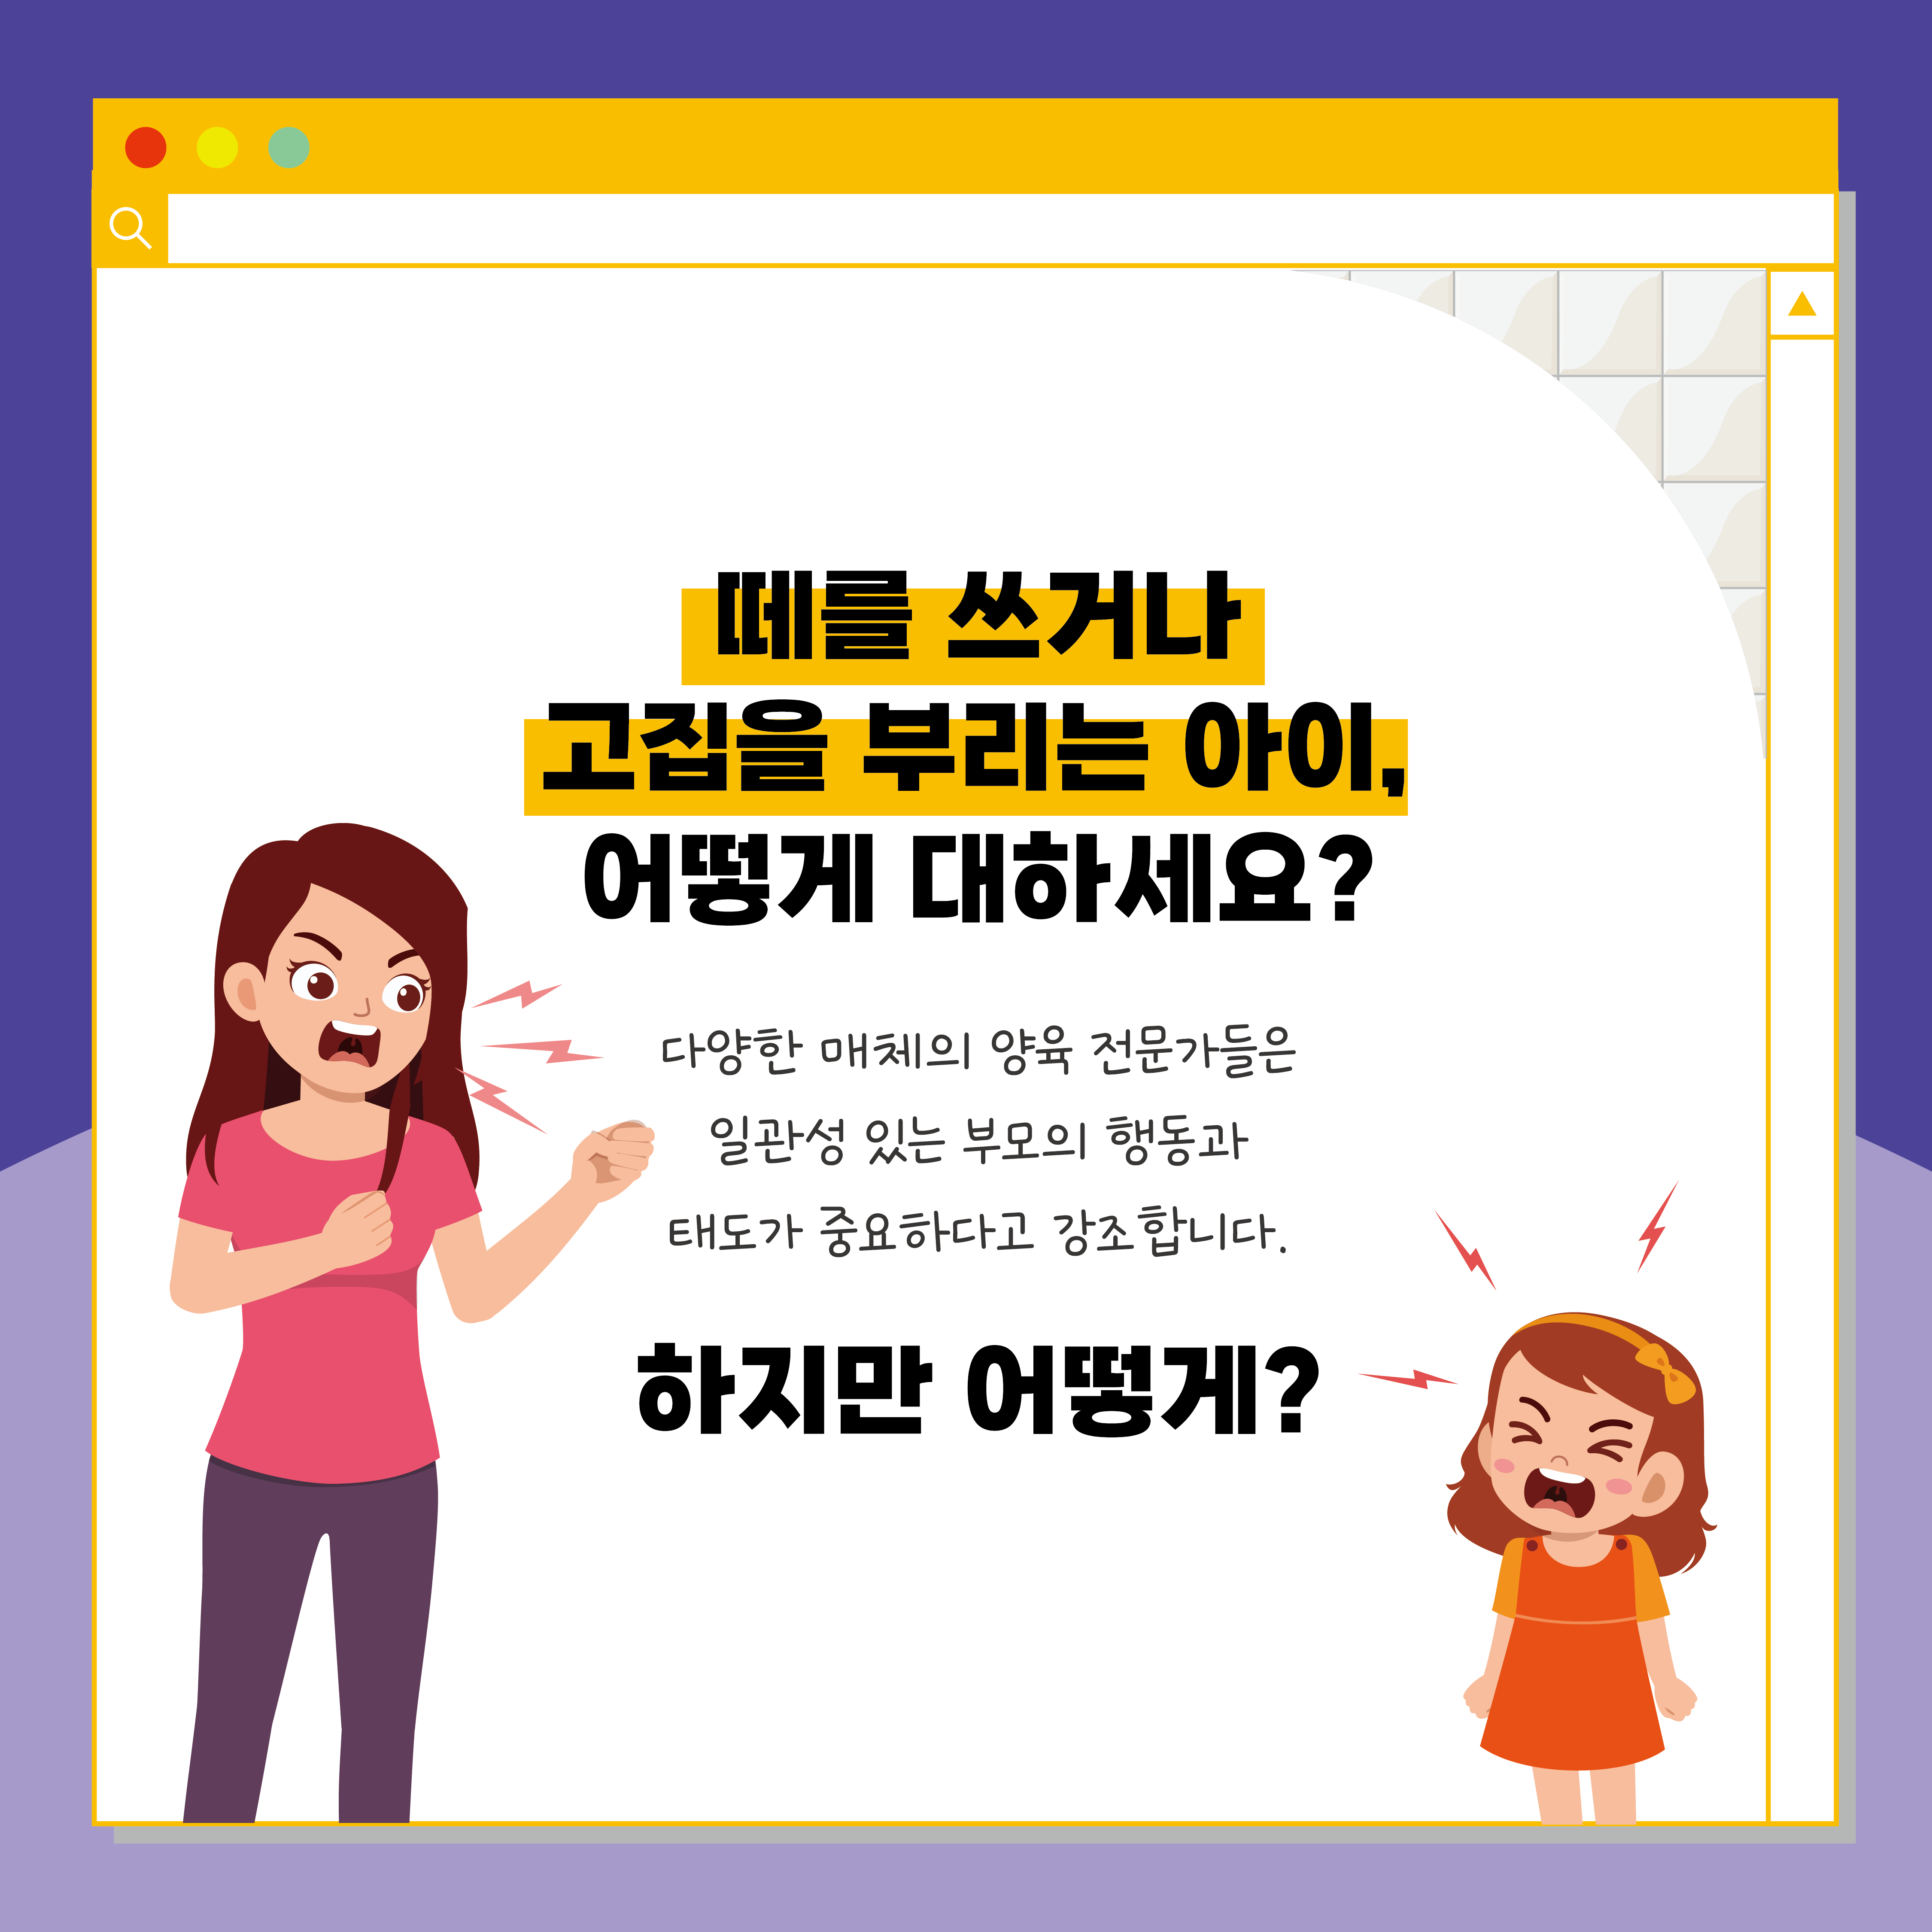 떼를 쓰거나
고집을 부리는 아이,
어떻게 대하세요?
다양한 매체의 양육 전문가들은
일관성 있는 부모의 행동과
태도가 중요하다고 강조합니다.
하지만 어떻게?